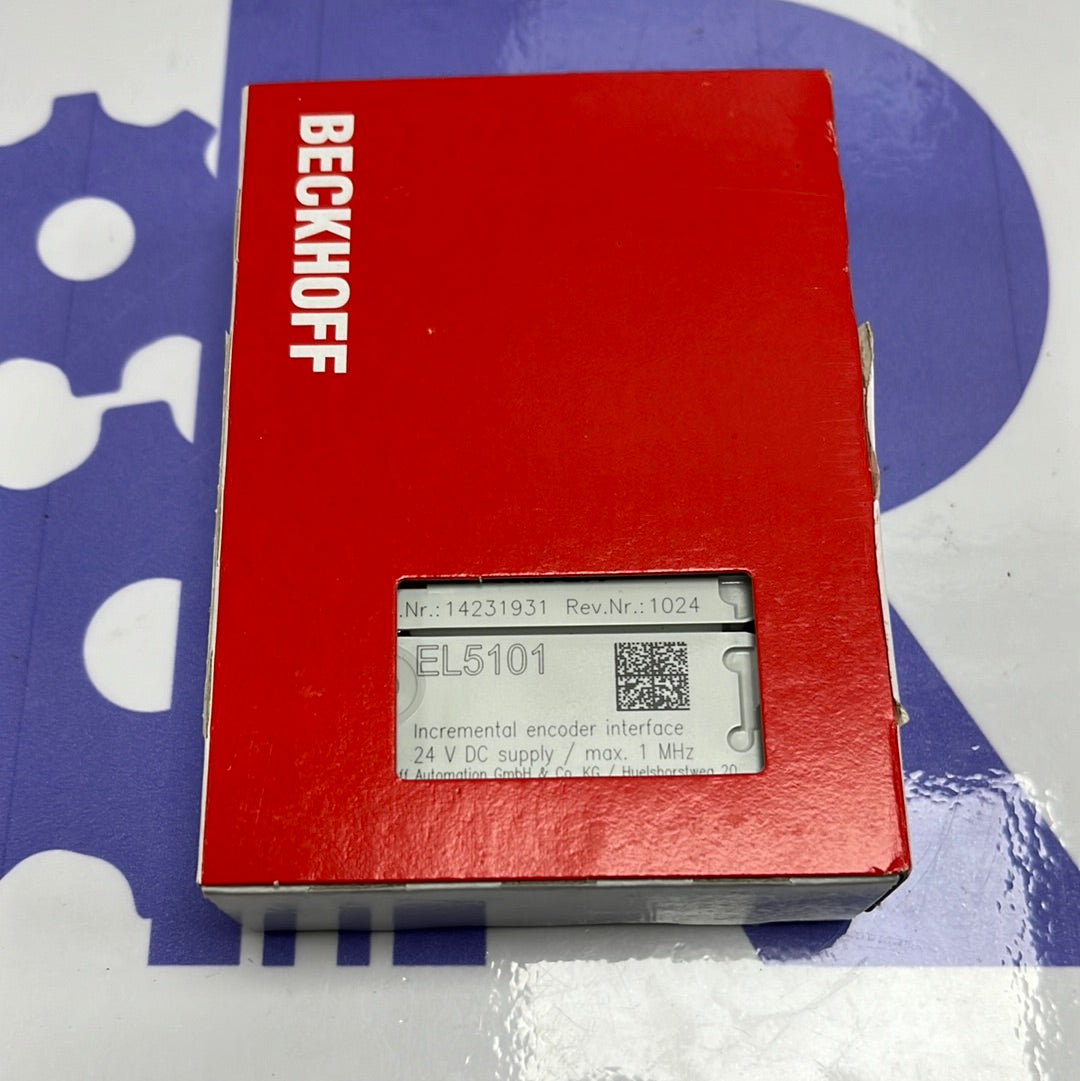 BECKHOFF
.Nr.:14231931 Rev.Nr.:1024
EL5101
Incremental encoder interface
24 V DC supply / max. 1 MHz
ff Automation GmbH & Co. KG / Huelshorstweg 20